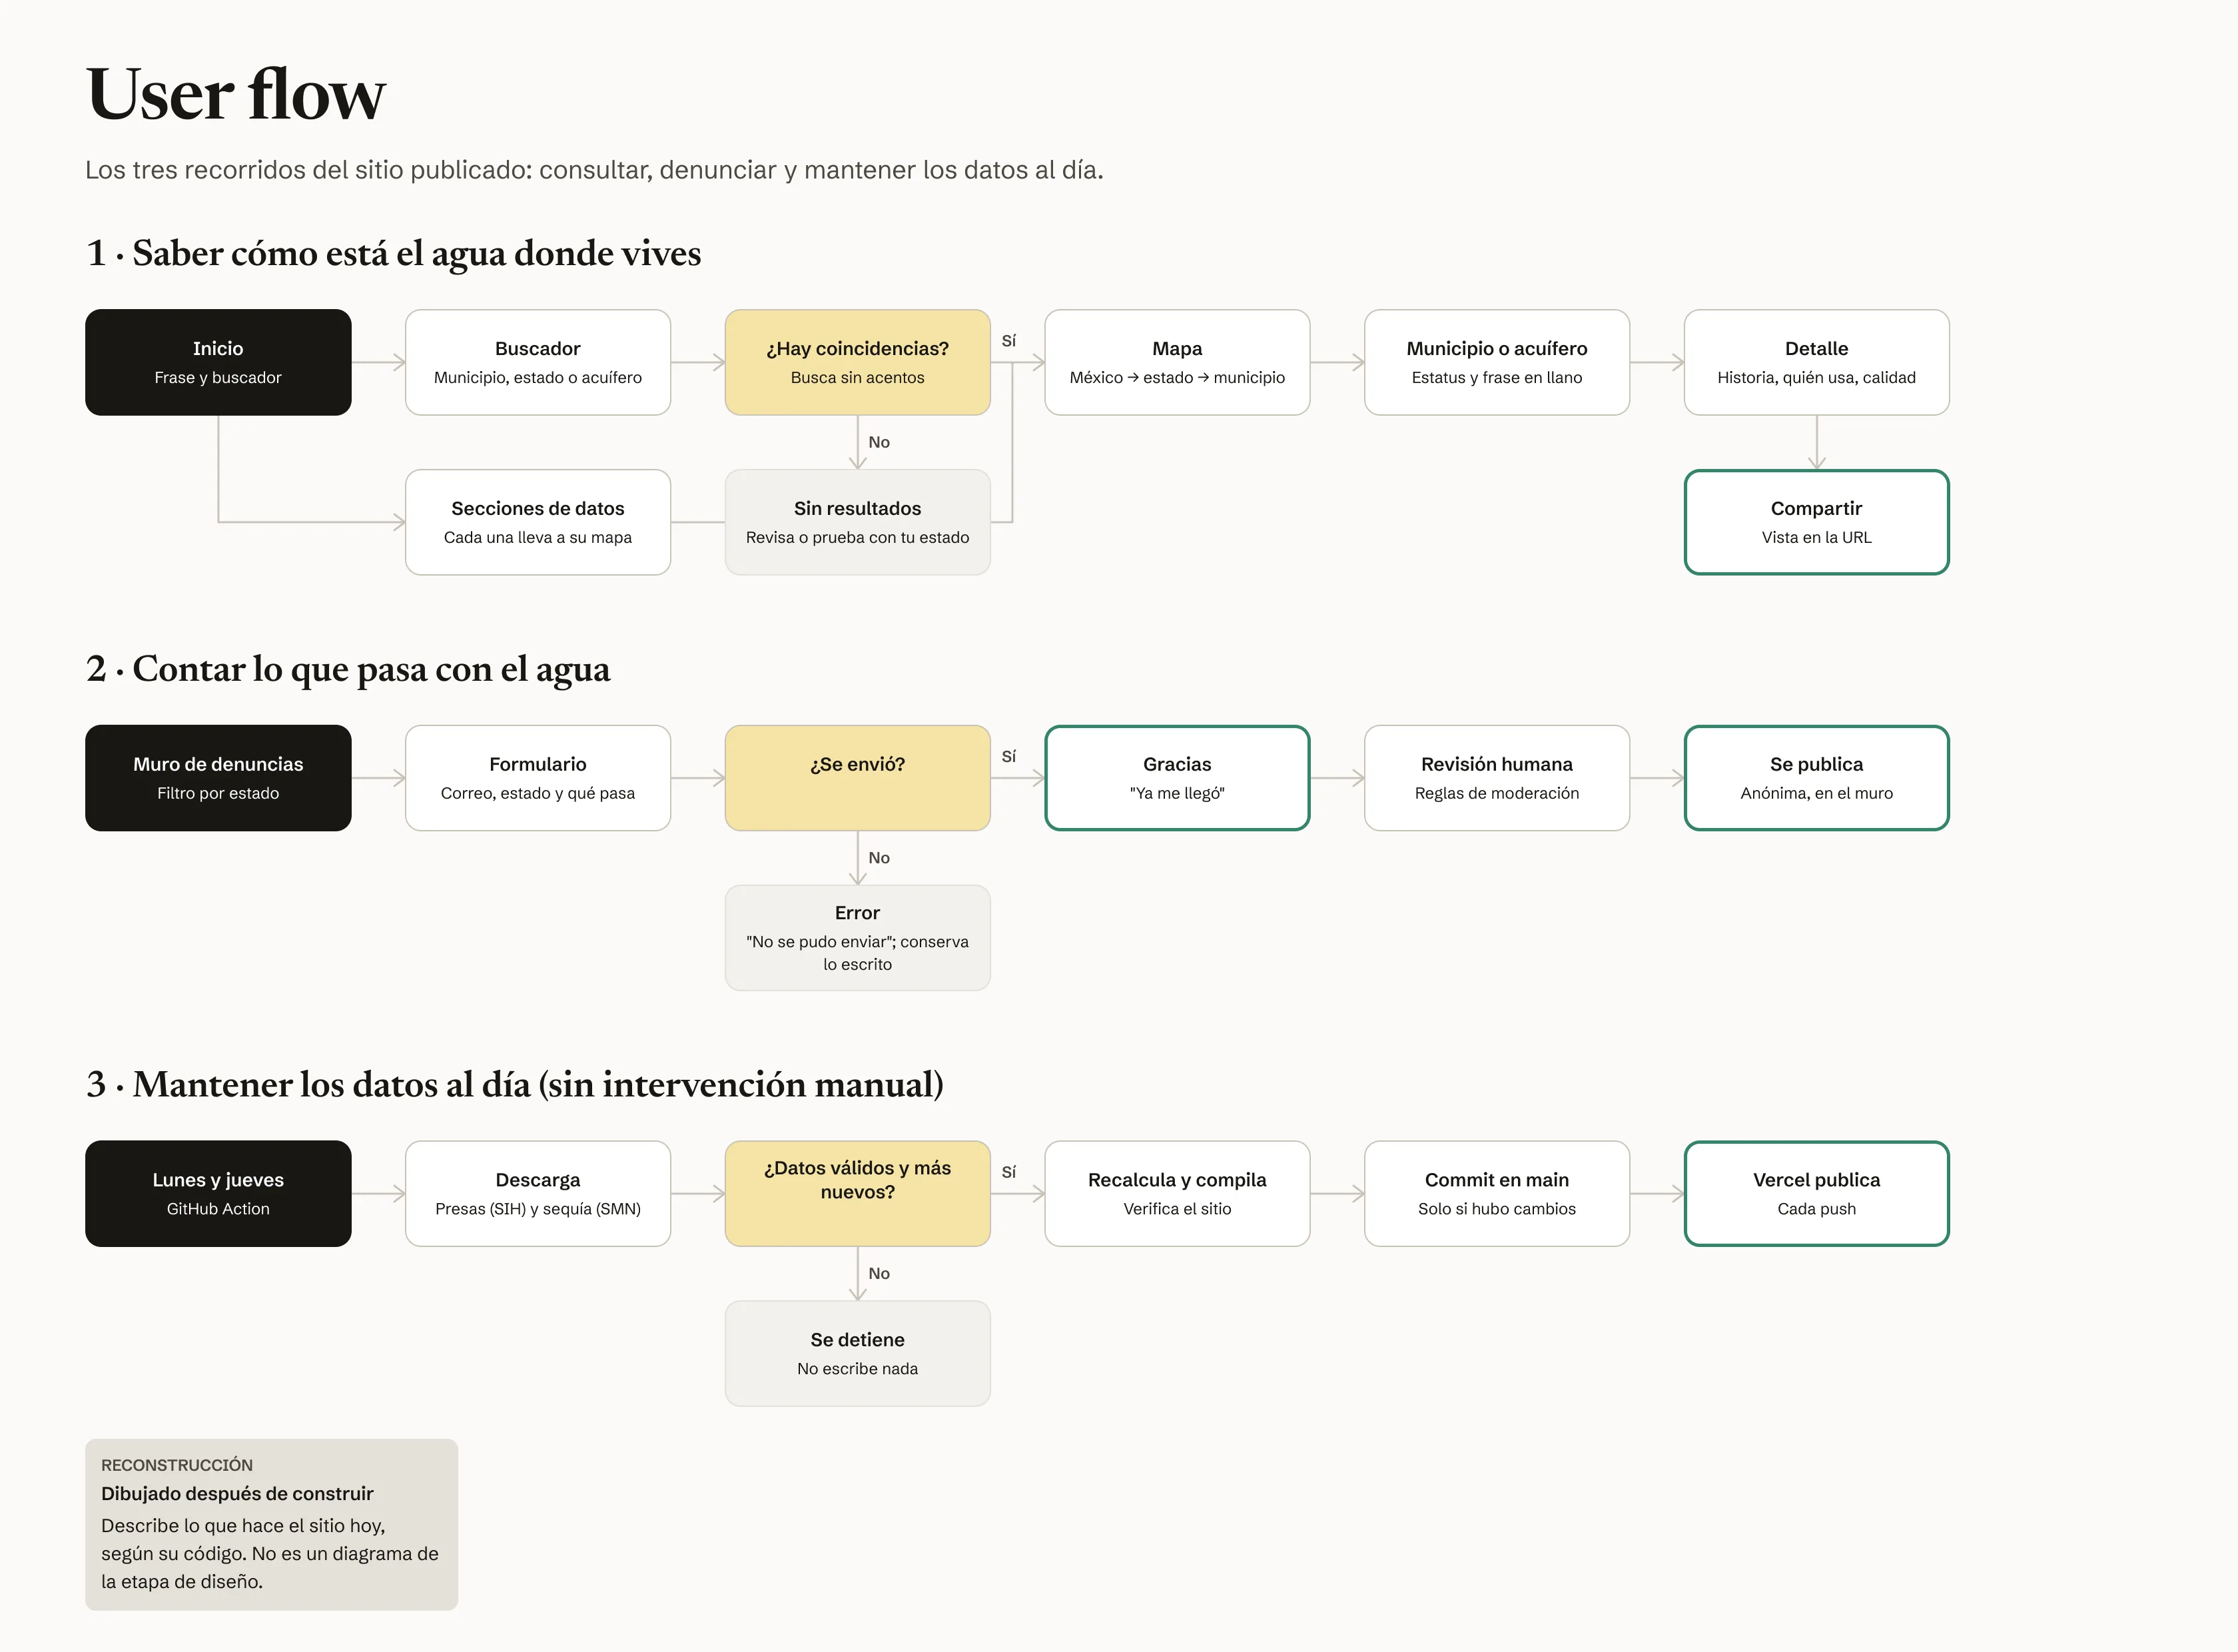 User flow
Los tres recorridos del sitio publicado: consultar, denunciar y mantener los datos al día.
1 · Saber cómo está el agua donde vives
Inicio
Frase y buscador
Buscador
Municipio, estado o acuífero
¿Hay coincidencias?
Busca sin acentos
Sí
Mapa
México → estado → municipio
Municipio o acuífero
Estatus y frase en llano
Detalle
Historia, quién usa, calidad
No
Secciones de datos
Cada una lleva a su mapa
Sin resultados
Revisa o prueba con tu estado
Compartir
Vista en la URL
2 · Contar lo que pasa con el agua
Muro de denuncias
Filtro por estado
Formulario
Correo, estado y qué pasa
¿Se envió?
Sí
Gracias
"Ya me llegó"
Revisión humana
Reglas de moderación
Se publica
Anónima, en el muro
No
Error
"No se pudo enviar"; conserva
lo escrito
3 · Mantener los datos al día (sin intervención manual)
Lunes y jueves
GitHub Action
Descarga
Presas (SIH) y sequía (SMN)
¿Datos válidos y más
nuevos?
Sí
Recalcula y compila
Verifica el sitio
Commit en main
Solo si hubo cambios
Vercel publica
Cada push
No
Se detiene
No escribe nada
RECONSTRUCCIÓN
Dibujado después de construir
Describe lo que hace el sitio hoy,
según su código. No es un diagrama de
la etapa de diseño.